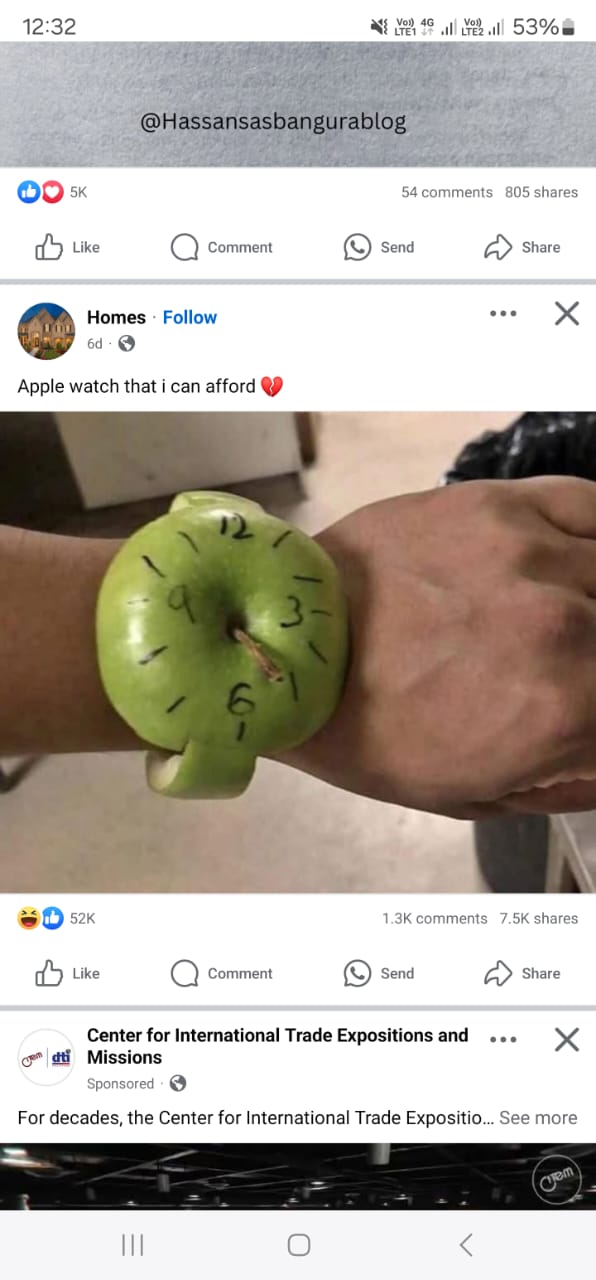 12:32
Vo)) LTE1 4G Vo)) LTE2 53%
@Hassansasbangurablog
5K 54 comments 805 shares
Like Comment Send Share
Homes · Follow
6d ·
Apple watch that i can afford 💔
12
9 3
6
52K 1.3K comments 7.5K shares
Like Comment Send Share
Center for International Trade Expositions and
Missions
citem dti
Sponsored ·
For decades, the Center for International Trade Expositio... See more
citem